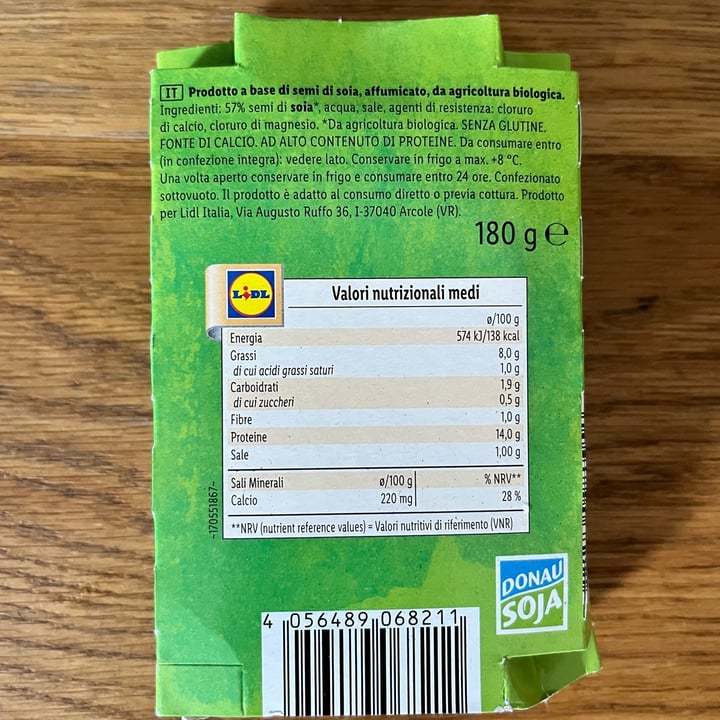 IT Prodotto a base di semi di soia, affumicato, da agricoltura biologica.
Ingredienti: 57% semi di soia*, acqua, sale, agenti di resistenza: cloruro
di calcio, cloruro di magnesio. *Da agricoltura biologica. SENZA GLUTINE.
FONTE DI CALCIO. AD ALTO CONTENUTO DI PROTEINE. Da consumare entro
(in confezione integra): vedere lato. Conservare in frigo a max. +8 °C.
Una volta aperto conservare in frigo e consumare entro 24 ore. Confezionato
sottovuoto. Il prodotto è adatto al consumo diretto o previa cottura. Prodotto
per Lidl Italia, Via Augusto Ruffo 36, I-37040 Arcole (VR).
180 g ℮
LIDL
Valori nutrizionali medi
ø/100 g
Energia 574 kJ/138 kcal
Grassi 8,0 g
di cui acidi grassi saturi 1,0 g
Carboidrati 1,9 g
di cui zuccheri 0,5 g
Fibre 1,0 g
Proteine 14,0 g
Sale 1,00 g
Sali Minerali ø/100 g % NRV**
Calcio 220 mg 28 %
**NRV (nutrient reference values) = Valori nutritivi di riferimento (VNR)
~170551867~
DONAU
SOJA
4 056489 068211